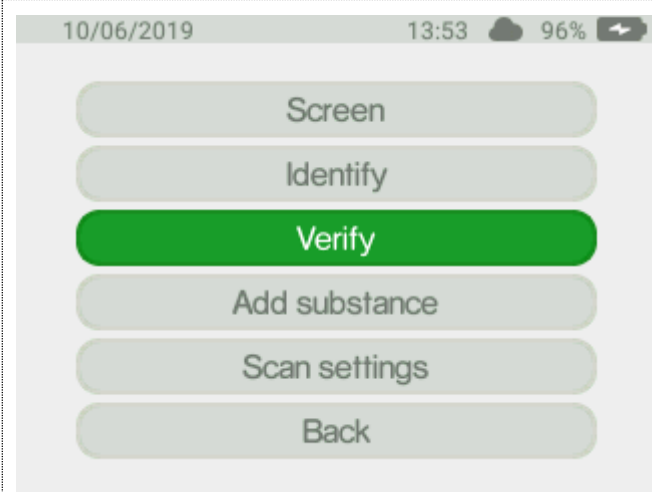 10/06/2019 13:53 96%
Screen
Identify
Verify
Add substance
Scan settings
Back